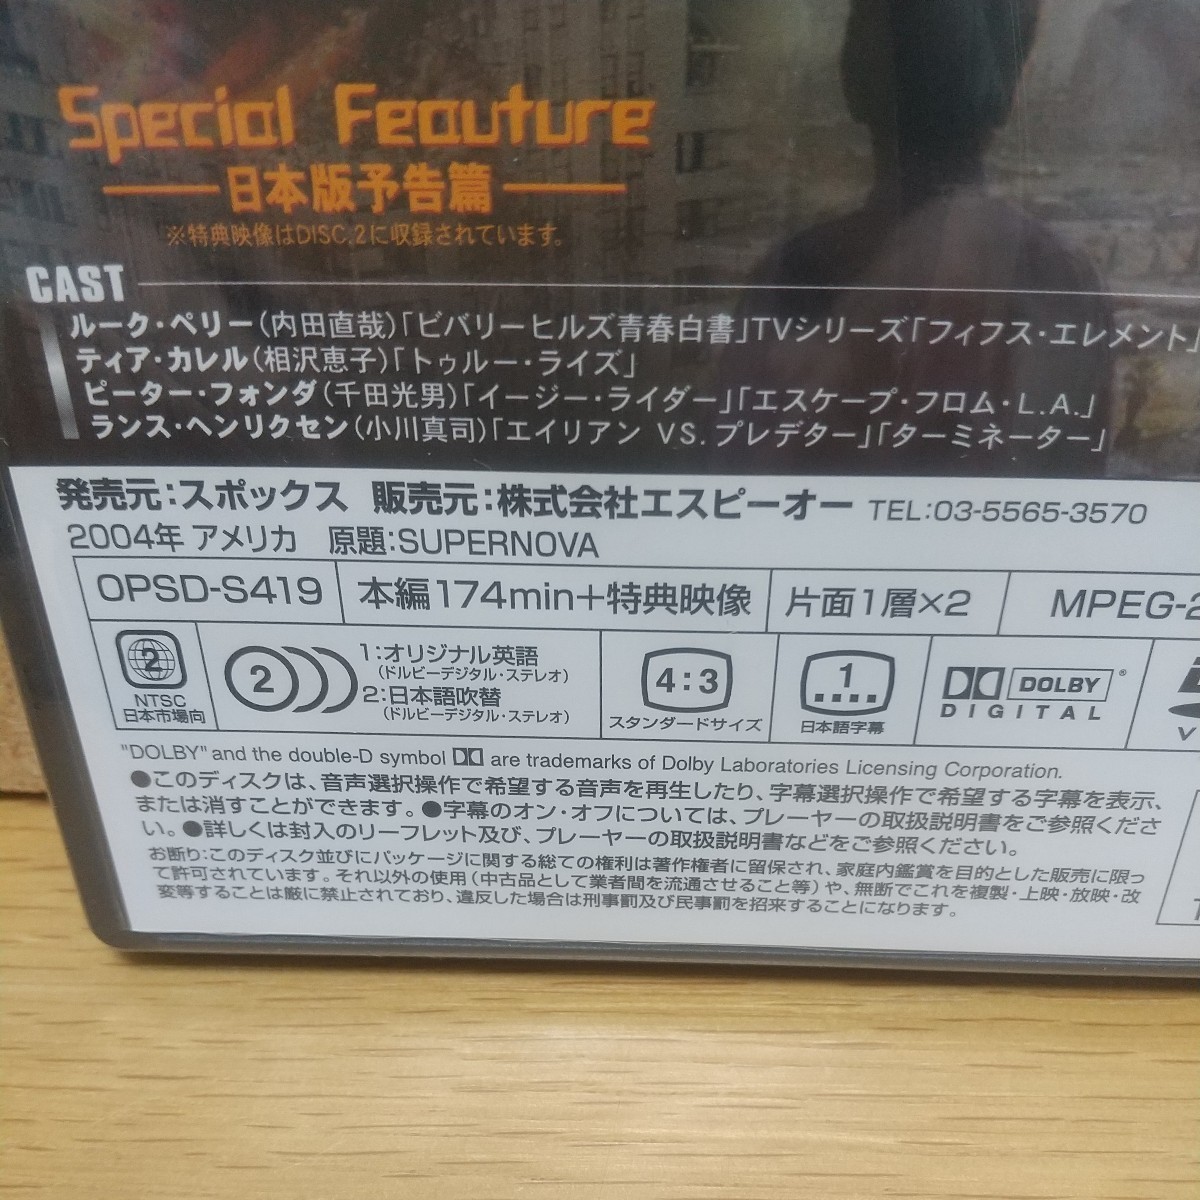 Special Feauture
日本版予告篇
※特典映像はDISC.2に収録されています。
CAST
ルーク・ペリー(内田直哉)「ビバリーヒルズ青春白書」TVシリーズ「フィフス・エレメント」
ティア・カレル(相沢恵子)「トゥルー・ライズ」
ピーター・フォンダ(千田光男)「イージー・ライダー」「エスケープ・フロム・L.A.」
ランス・ヘンリクセン(小川真司)「エイリアン VS.プレデター」「ターミネーター」
発売元:スポックス 販売元:株式会社エスピーオー TEL:03-5565-3570
2004年 アメリカ 原題:SUPERNOVA
OPSD-S419 本編174min+特典映像 片面1層×2 MPEG-2
2
NTSC
日本市場向
2
1:オリジナル英語
(ドルビーデジタル・ステレオ)
2:日本語吹替
(ドルビーデジタル・ステレオ)
4:3
スタンダードサイズ
1
日本語字幕
DOLBY
DIGITAL
"DOLBY" and the double-D symbol are trademarks of Dolby Laboratories Licensing Corporation.
●このディスクは、音声選択操作で希望する音声を再生したり、字幕選択操作で希望する字幕を表示、
または消すことができます。●字幕のオン・オフについては、プレーヤーの取扱説明書をご参照くださ
い。●詳しくは封入のリーフレット及び、プレーヤーの取扱説明書などをご参照ください。
お断り:このディスク並びにパッケージに関する総ての権利は著作権者に留保され、家庭内鑑賞を目的とした販売に限っ
て許可されています。それ以外の使用(中古品として業者間を流通させること等)や、無断でこれを複製・上映・放映・改
変等することは厳に禁止されており、違反した場合は刑事罰及び民事罰を招来することになります。